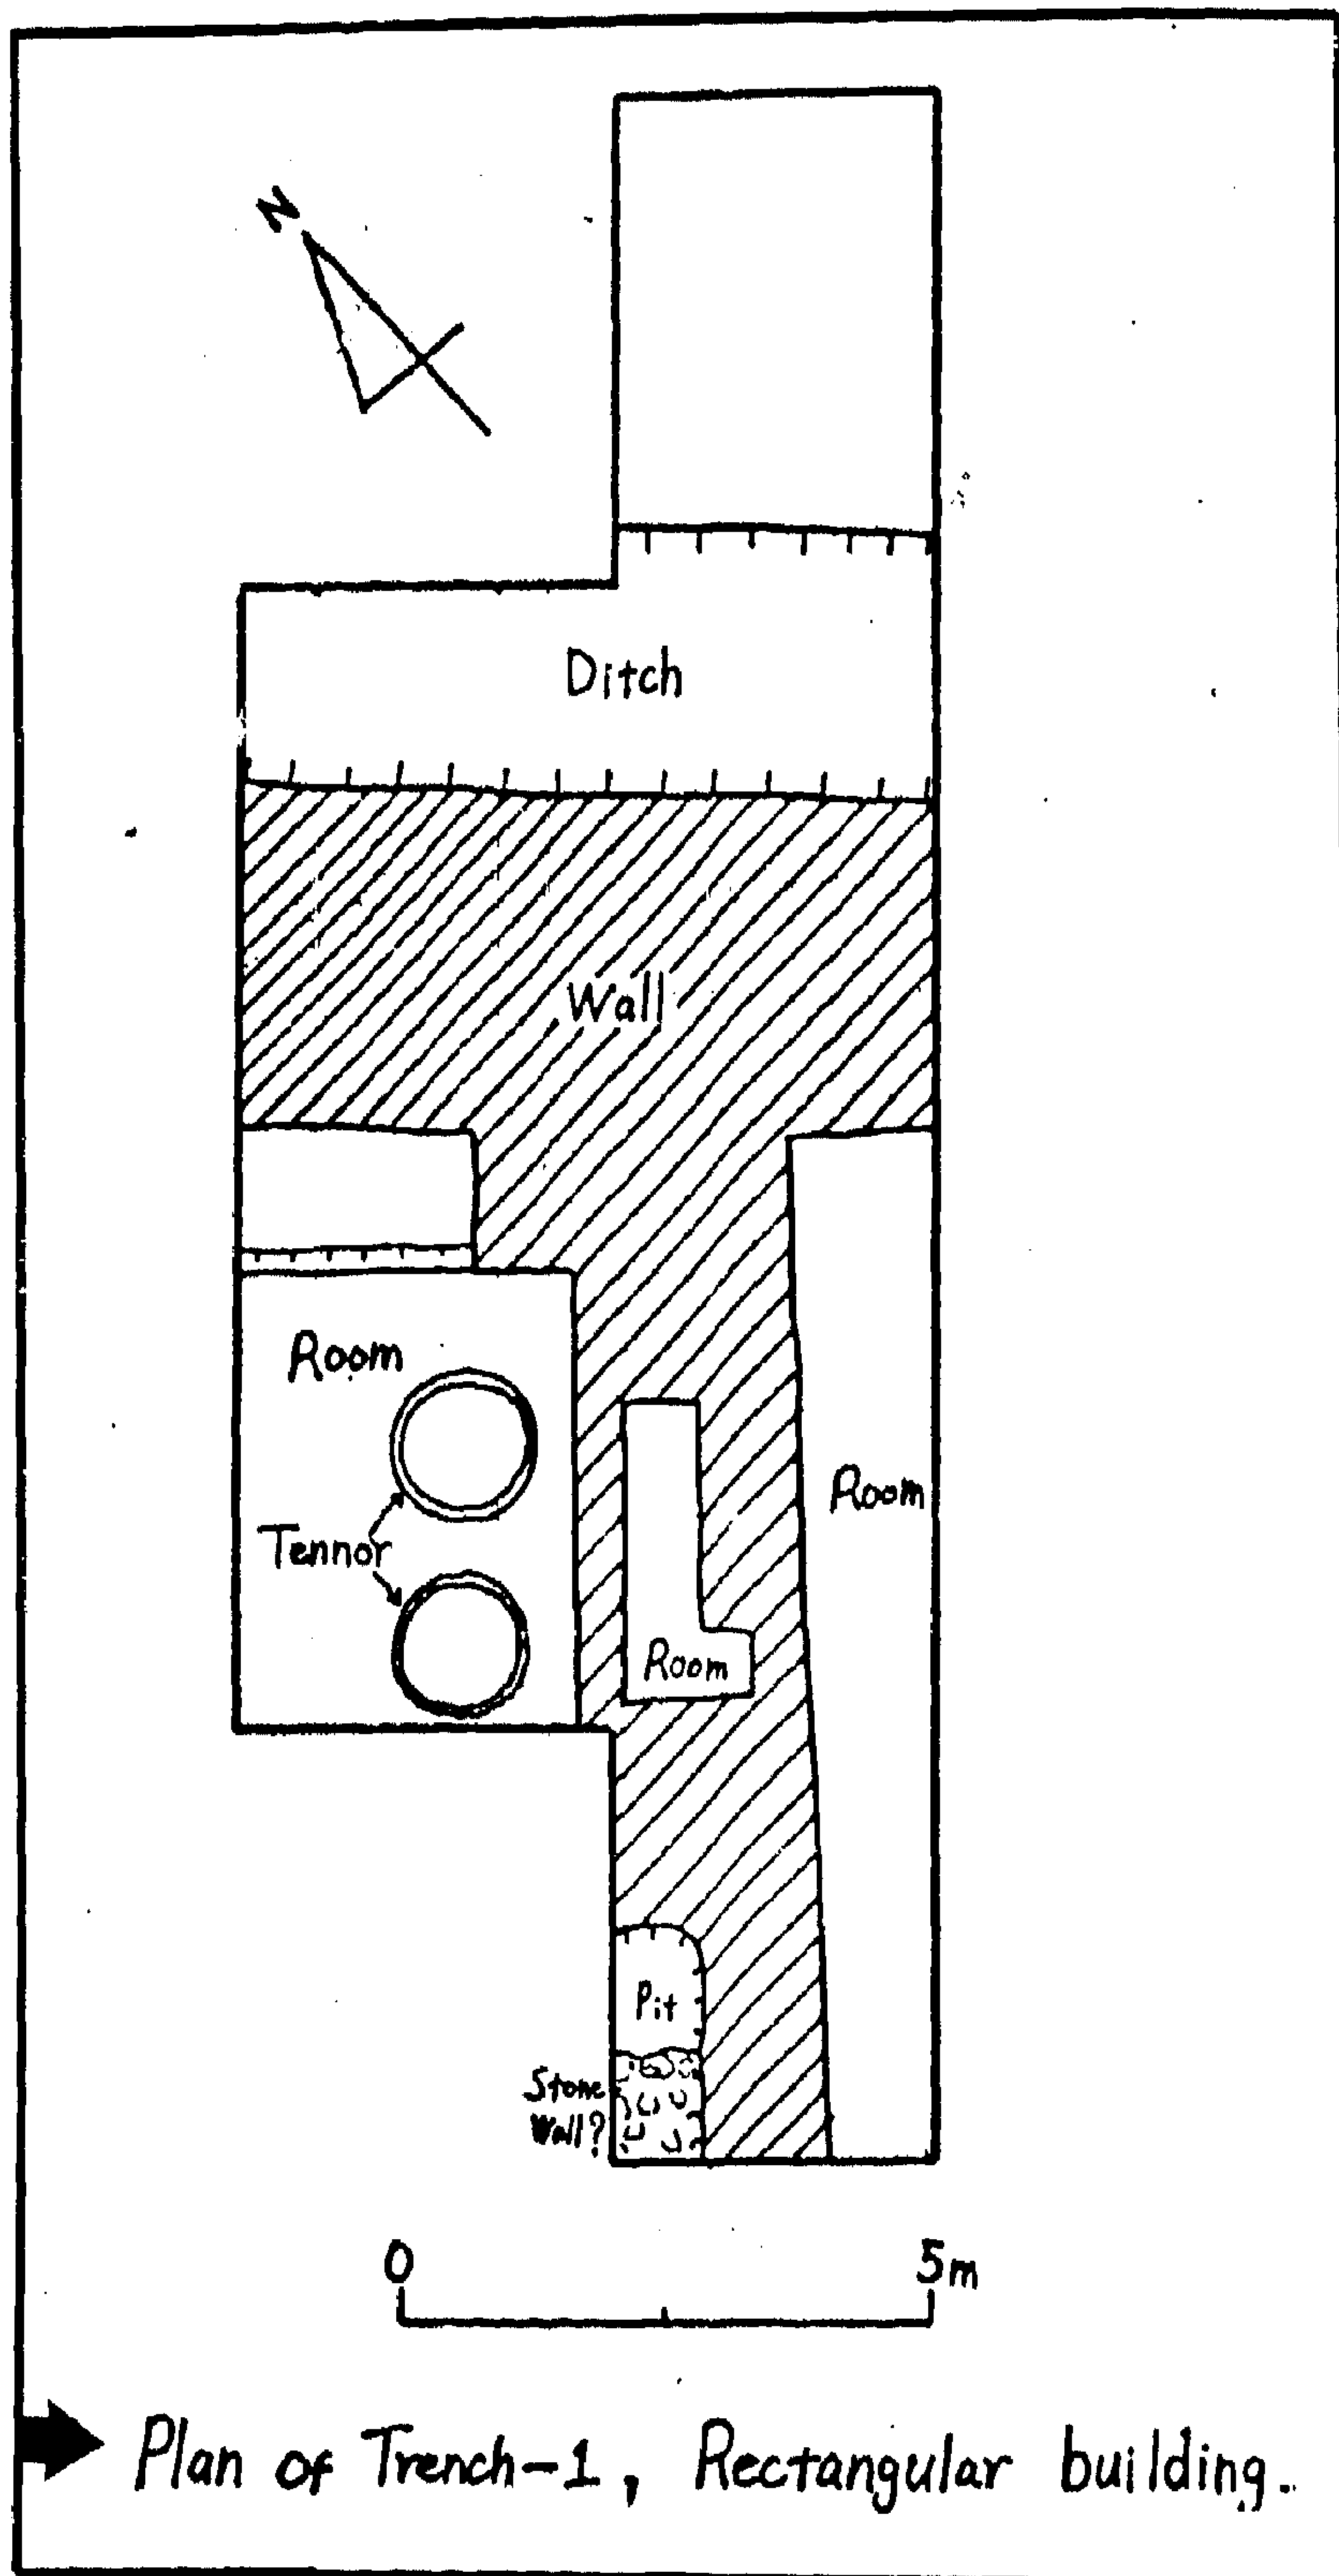 N
Ditch
Wall
Room
Room
Tennor
Room
Pit
Stone
Wall?
0 5m
Plan of Trench-1, Rectangular building.